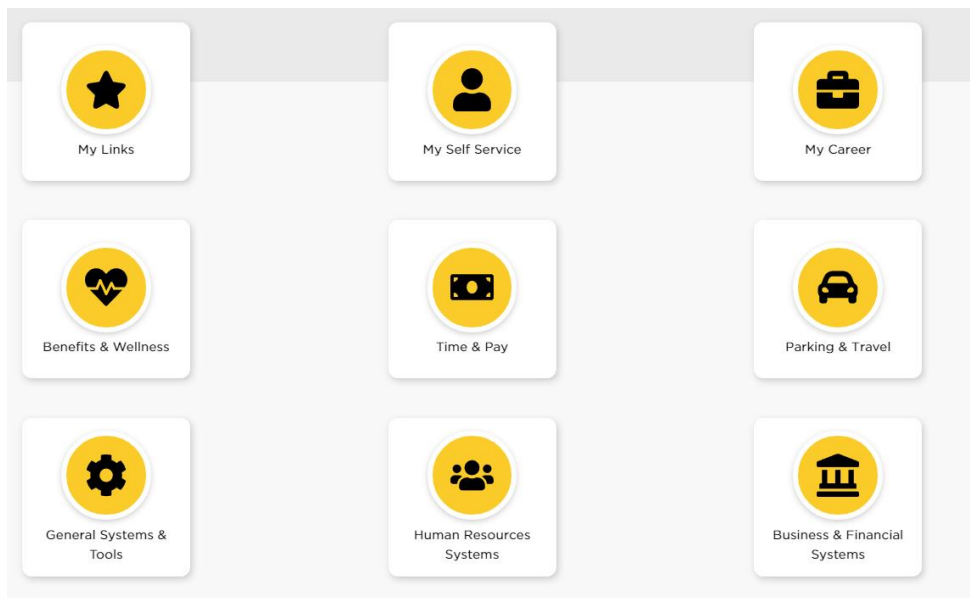 My Links
My Self Service
My Career
Benefits & Wellness
Time & Pay
Parking & Travel
General Systems &
Tools
Human Resources
Systems
Business & Financial
Systems